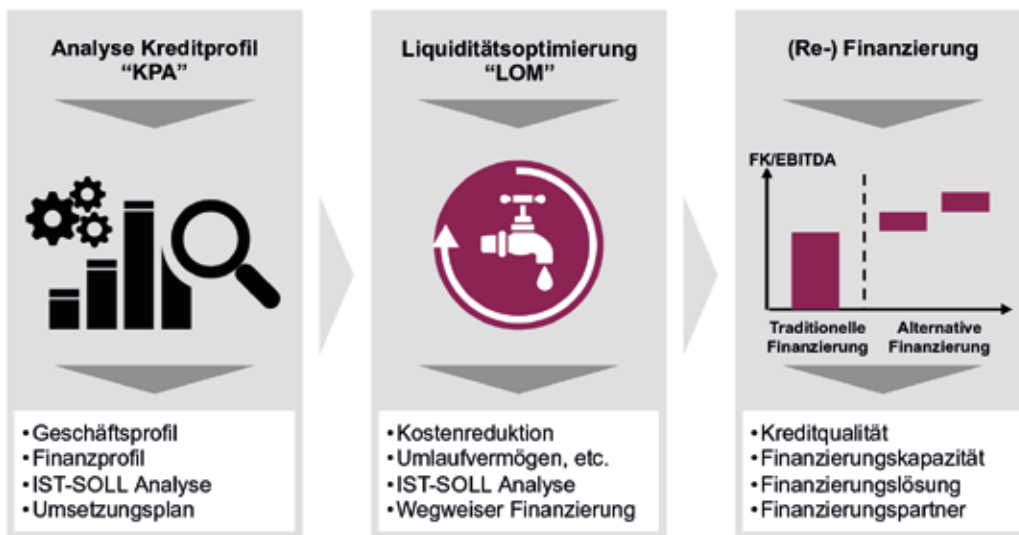 Analyse Kreditprofil
“KPA”
• Geschäftsprofil
• Finanzprofil
• IST-SOLL Analyse
• Umsetzungsplan
Liquiditätsoptimierung
“LOM”
• Kostenreduktion
• Umlaufvermögen, etc.
• IST-SOLL Analyse
• Wegweiser Finanzierung
(Re-) Finanzierung
FK/EBITDA
Traditionelle
Finanzierung
Alternative
Finanzierung
• Kreditqualität
• Finanzierungskapazität
• Finanzierungslösung
• Finanzierungspartner